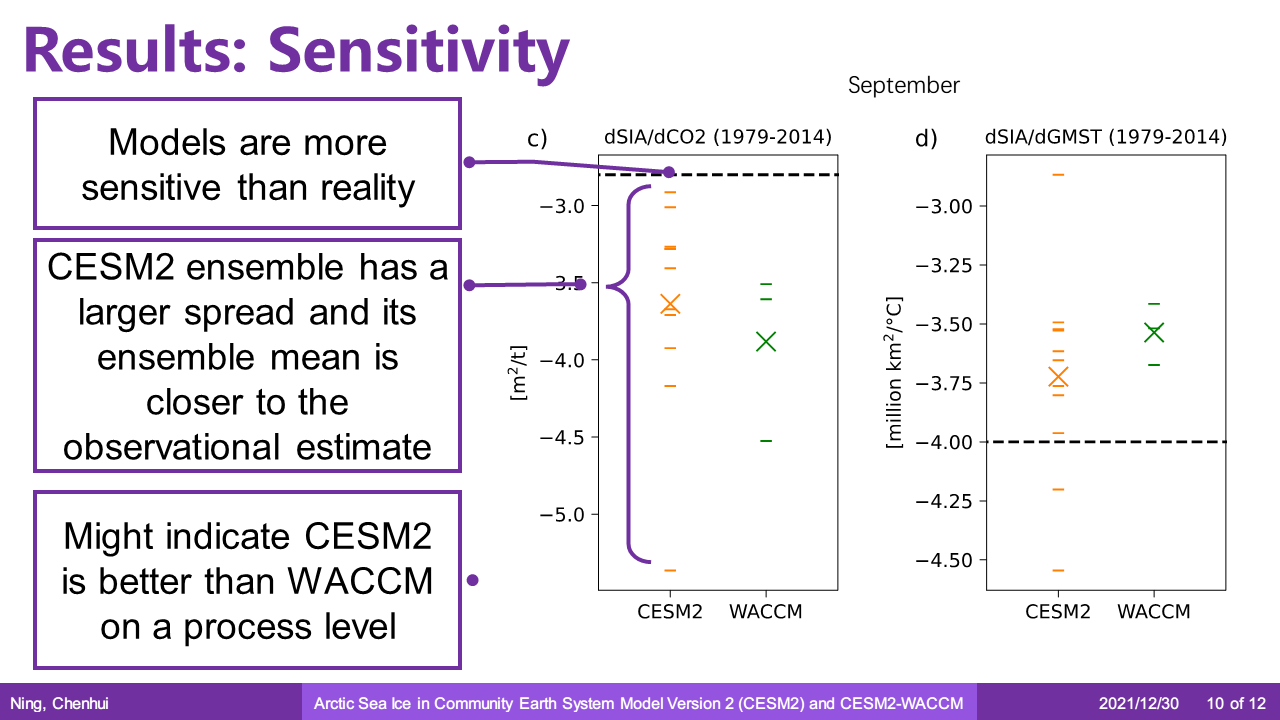 Results: Sensitivity
Models are more
sensitive than reality
CESM2 ensemble has a
larger spread and its
ensemble mean is
closer to the
observational estimate
Might indicate CESM2
is better than WACCM
on a process level
September
c)
dSIA/dCO2 (1979-2014)
[m²/t]
−3.0
−3.5
−4.0
−4.5
−5.0
CESM2 WACCM
d)
dSIA/dGMST (1979-2014)
[million km²/°C]
−3.00
−3.25
−3.50
−3.75
−4.00
−4.25
−4.50
CESM2 WACCM
Ning, Chenhui
Arctic Sea Ice in Community Earth System Model Version 2 (CESM2) and CESM2-WACCM
2021/12/30
10 of 12